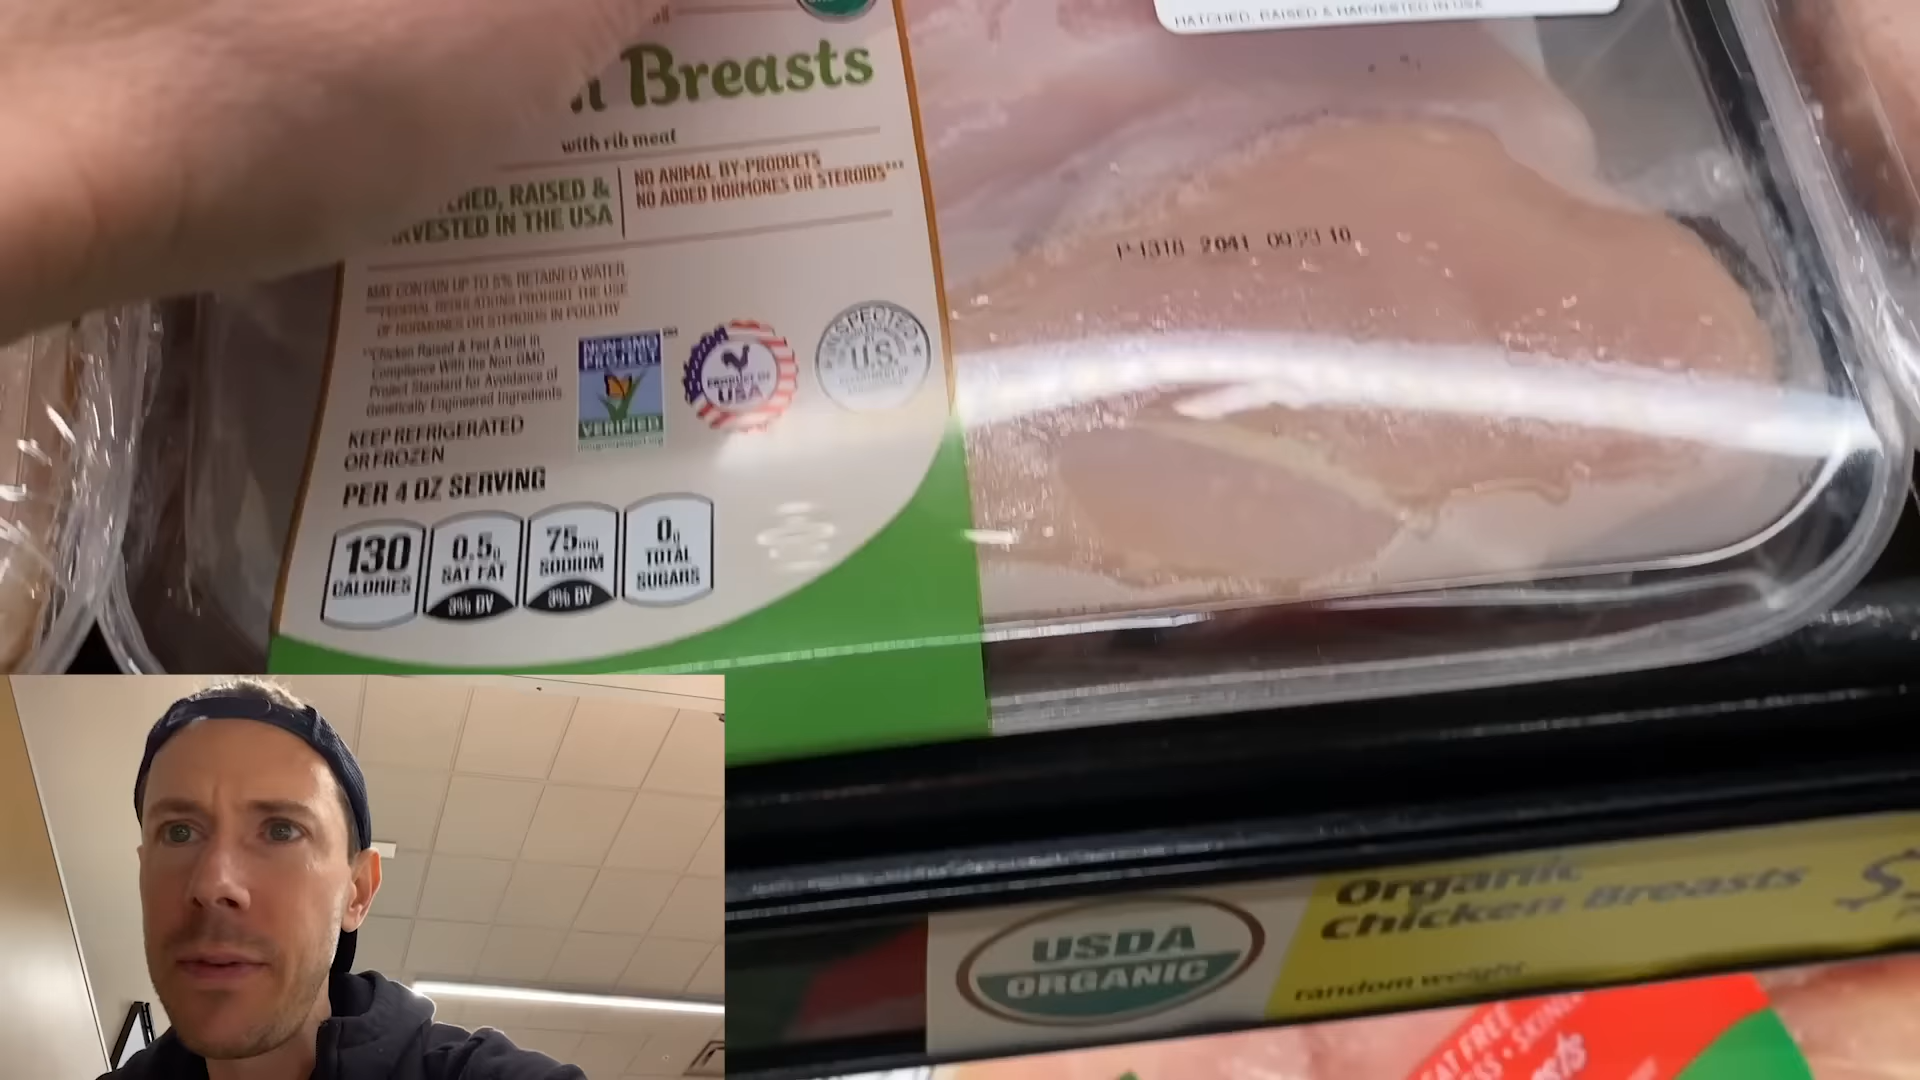 HATCHED, RAISED & HARVESTED IN USA
Breasts
with rib meat
RAISED &
IN THE USA
NO ANIMAL BY-PRODUCTS
NO ADDED HORMONES OR STEROIDS***
MAY CONTAIN UP TO 5% RETAINED WATER
***FEDERAL REGULATIONS PROHIBIT THE USE
OF HORMONES OR STEROIDS IN POULTRY
**Chicken Raised & Fed A Diet in
Compliance With the Non-GMO
Project Standard for Avoidance of
Genetically Engineered Ingredients
NON-GMO
PROJECT
VERIFIED
PRODUCT OF
USA
U.S.
KEEP REFRIGERATED
OR FROZEN
PER 4 OZ SERVING
130
CALORIES
0.5g
SAT FAT
3% DV
75mg
SODIUM
3% DV
0g
TOTAL
SUGARS
P-1318 2041 09:23 10
USDA
ORGANIC
Organic
Chicken Breasts
random weight